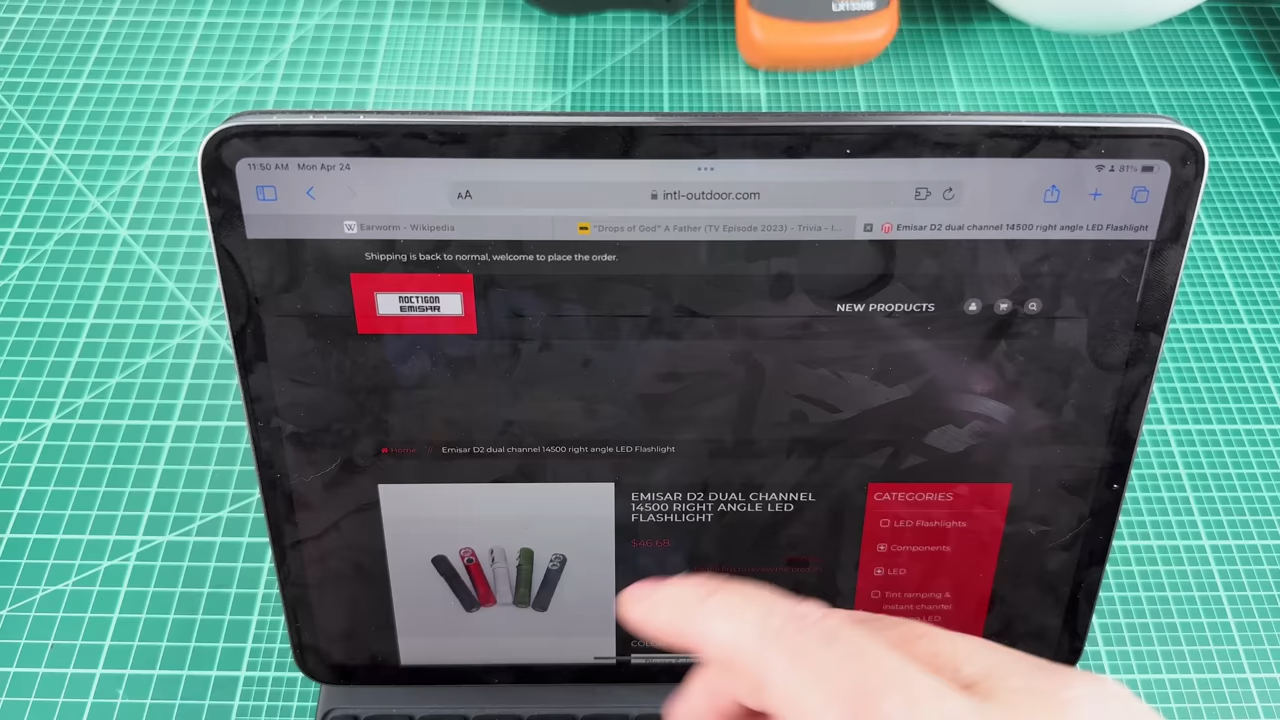 LX1330B
11:50 AM Mon Apr 24
81%
AA
intl-outdoor.com
W Earworm - Wikipedia
"Drops of God" A Father (TV Episode 2023) - Trivia - I...
Emisar D2 dual channel 14500 right angle LED Flashlight
Shipping is back to normal, welcome to place the order.
NOCTIGON
EMISAR
NEW PRODUCTS
Home // Emisar D2 dual channel 14500 right angle LED Flashlight
EMISAR D2 DUAL CHANNEL
14500 RIGHT ANGLE LED
FLASHLIGHT
$46.68
CATEGORIES
LED Flashlights
Components
LED
Tint ramping &
instant channel
LED